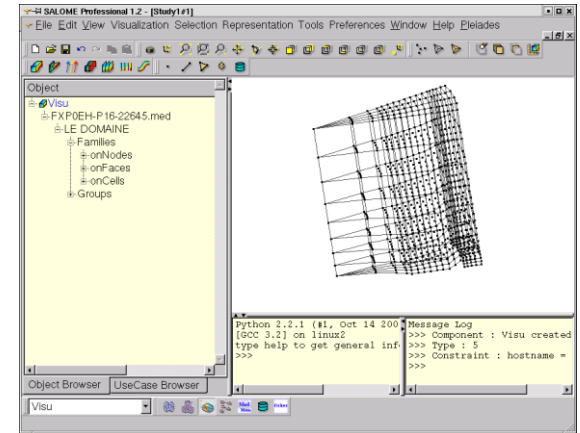 SALOME Professional 1.2 - [Study1#1]
File Edit View Visualization Selection Representation Tools Preferences Window Help Pleiades
Object
Visu
FXP0EH-P16-22645.med
LE DOMAINE
Families
onNodes
onFaces
onCells
Groups
Python 2.2.1 (#1, Oct 14 200
[GCC 3.2] on linux2
type help to get general inf
>>>
Message Log
>>> Component : Visu created
>>> Type : 5
>>> Constraint : hostname =
>>>
Object Browser UseCase Browser
Visu